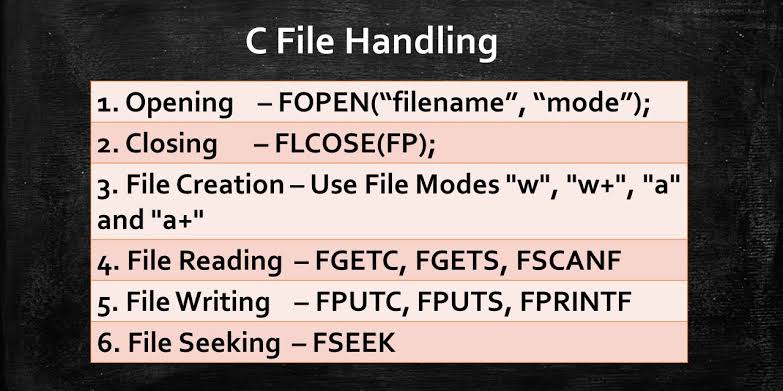 C File Handling
1. Opening – FOPEN(“filename”, “mode”);
2. Closing – FLCOSE(FP);
3. File Creation – Use File Modes "w", "w+", "a"
and "a+"
4. File Reading – FGETC, FGETS, FSCANF
5. File Writing – FPUTC, FPUTS, FPRINTF
6. File Seeking – FSEEK